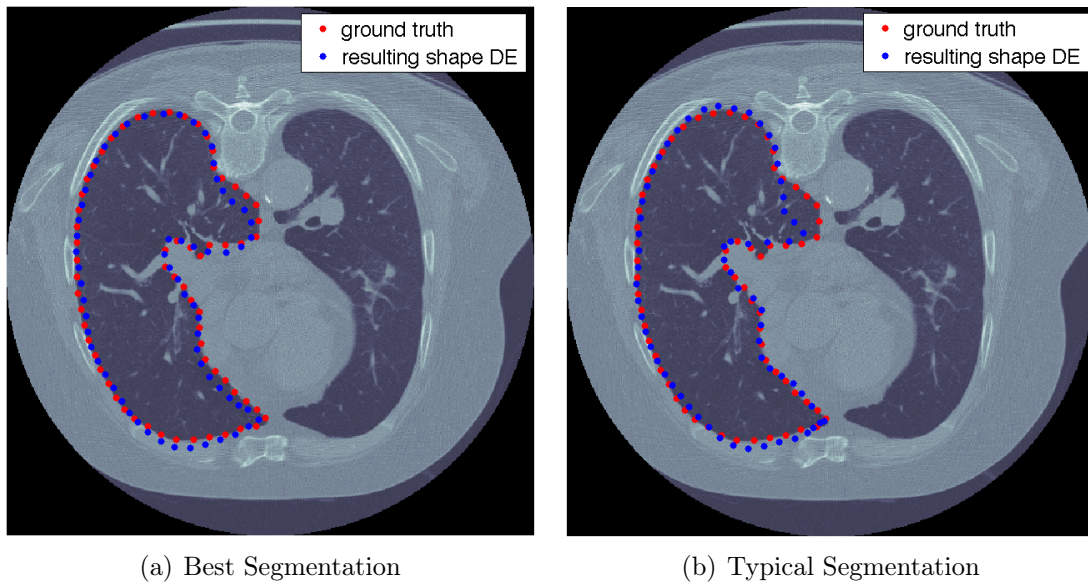 ground truth
resulting shape DE
ground truth
resulting shape DE
(a) Best Segmentation
(b) Typical Segmentation